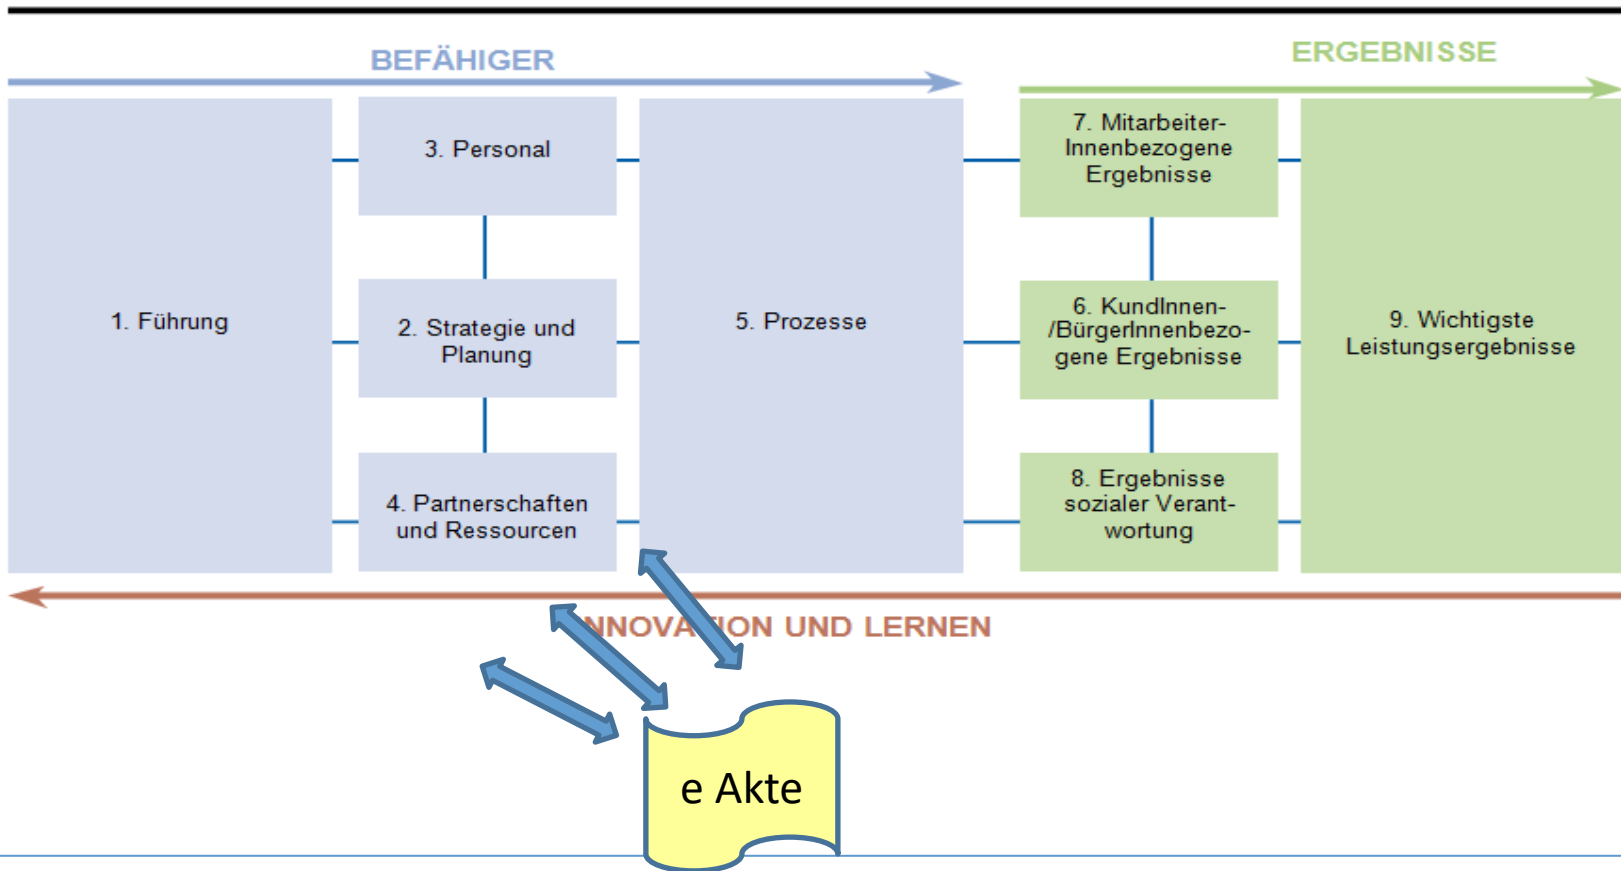 BEFÄHIGER
ERGEBNISSE
1. Führung
3. Personal
2. Strategie und
Planung
4. Partnerschaften
und Ressourcen
5. Prozesse
7. Mitarbeiter-
Innenbezogene
Ergebnisse
6. KundInnen-
/BürgerInnenbezo-
gene Ergebnisse
8. Ergebnisse
sozialer Verant-
wortung
9. Wichtigste
Leistungsergebnisse
NNOVATION UND LERNEN
e Akte